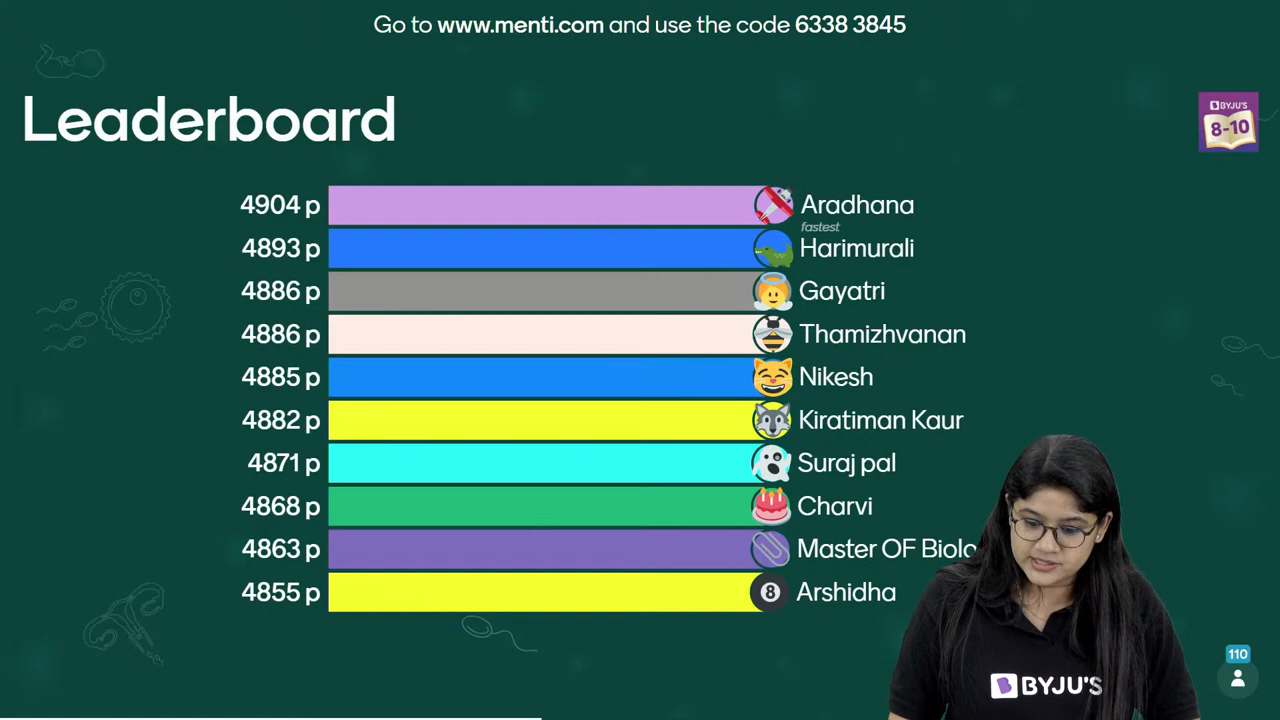 Go to www.menti.com and use the code 6338 3845
Leaderboard
BYJU'S
8-10
4904 p Aradhana
fastest
4893 p Harimurali
4886 p Gayatri
4886 p Thamizhvanan
4885 p Nikesh
4882 p Kiratiman Kaur
4871 p Suraj pal
4868 p Charvi
4863 p Master OF Biolo
4855 p 8 Arshidha
110
BYJU'S